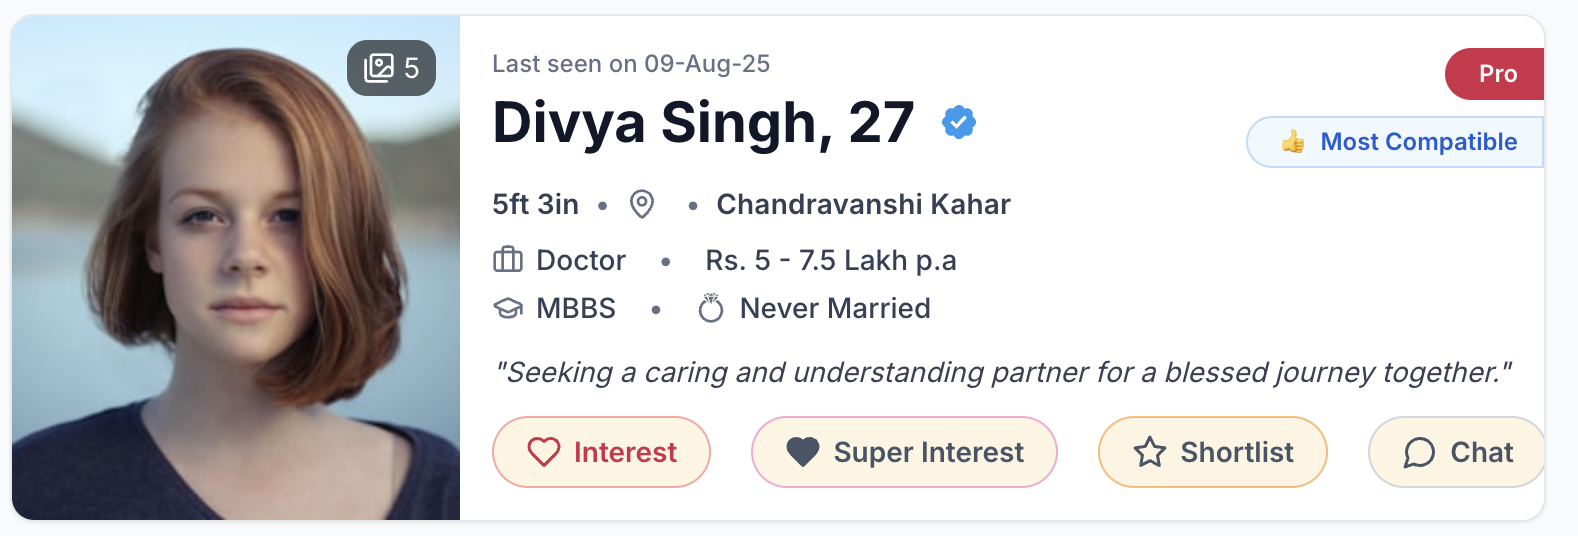 5
Last seen on 09-Aug-25
Pro
Divya Singh, 27
👍 Most Compatible
5ft 3in • • Chandravanshi Kahar
Doctor • Rs. 5 - 7.5 Lakh p.a
MBBS • Never Married
"Seeking a caring and understanding partner for a blessed journey together."
Interest Super Interest Shortlist Chat